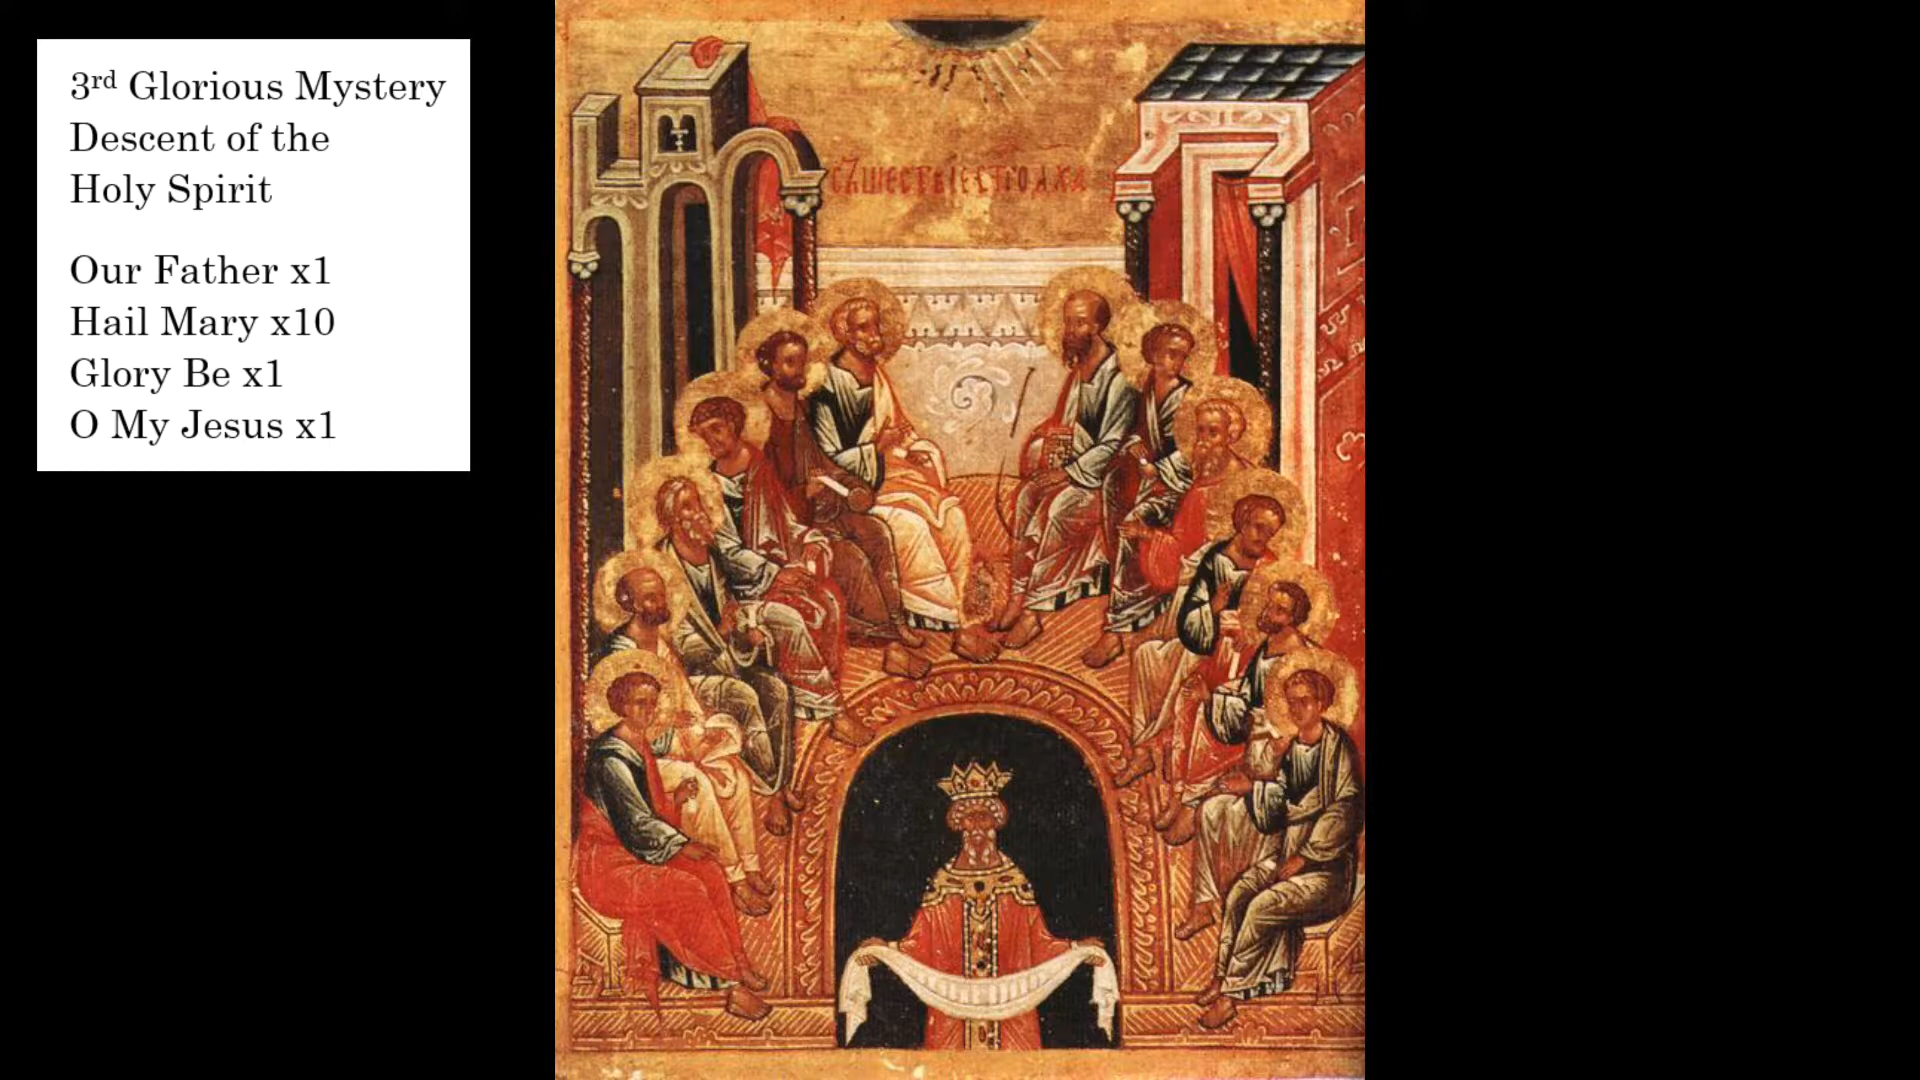 3rd Glorious Mystery
Descent of the
Holy Spirit
Our Father x1
Hail Mary x10
Glory Be x1
O My Jesus x1